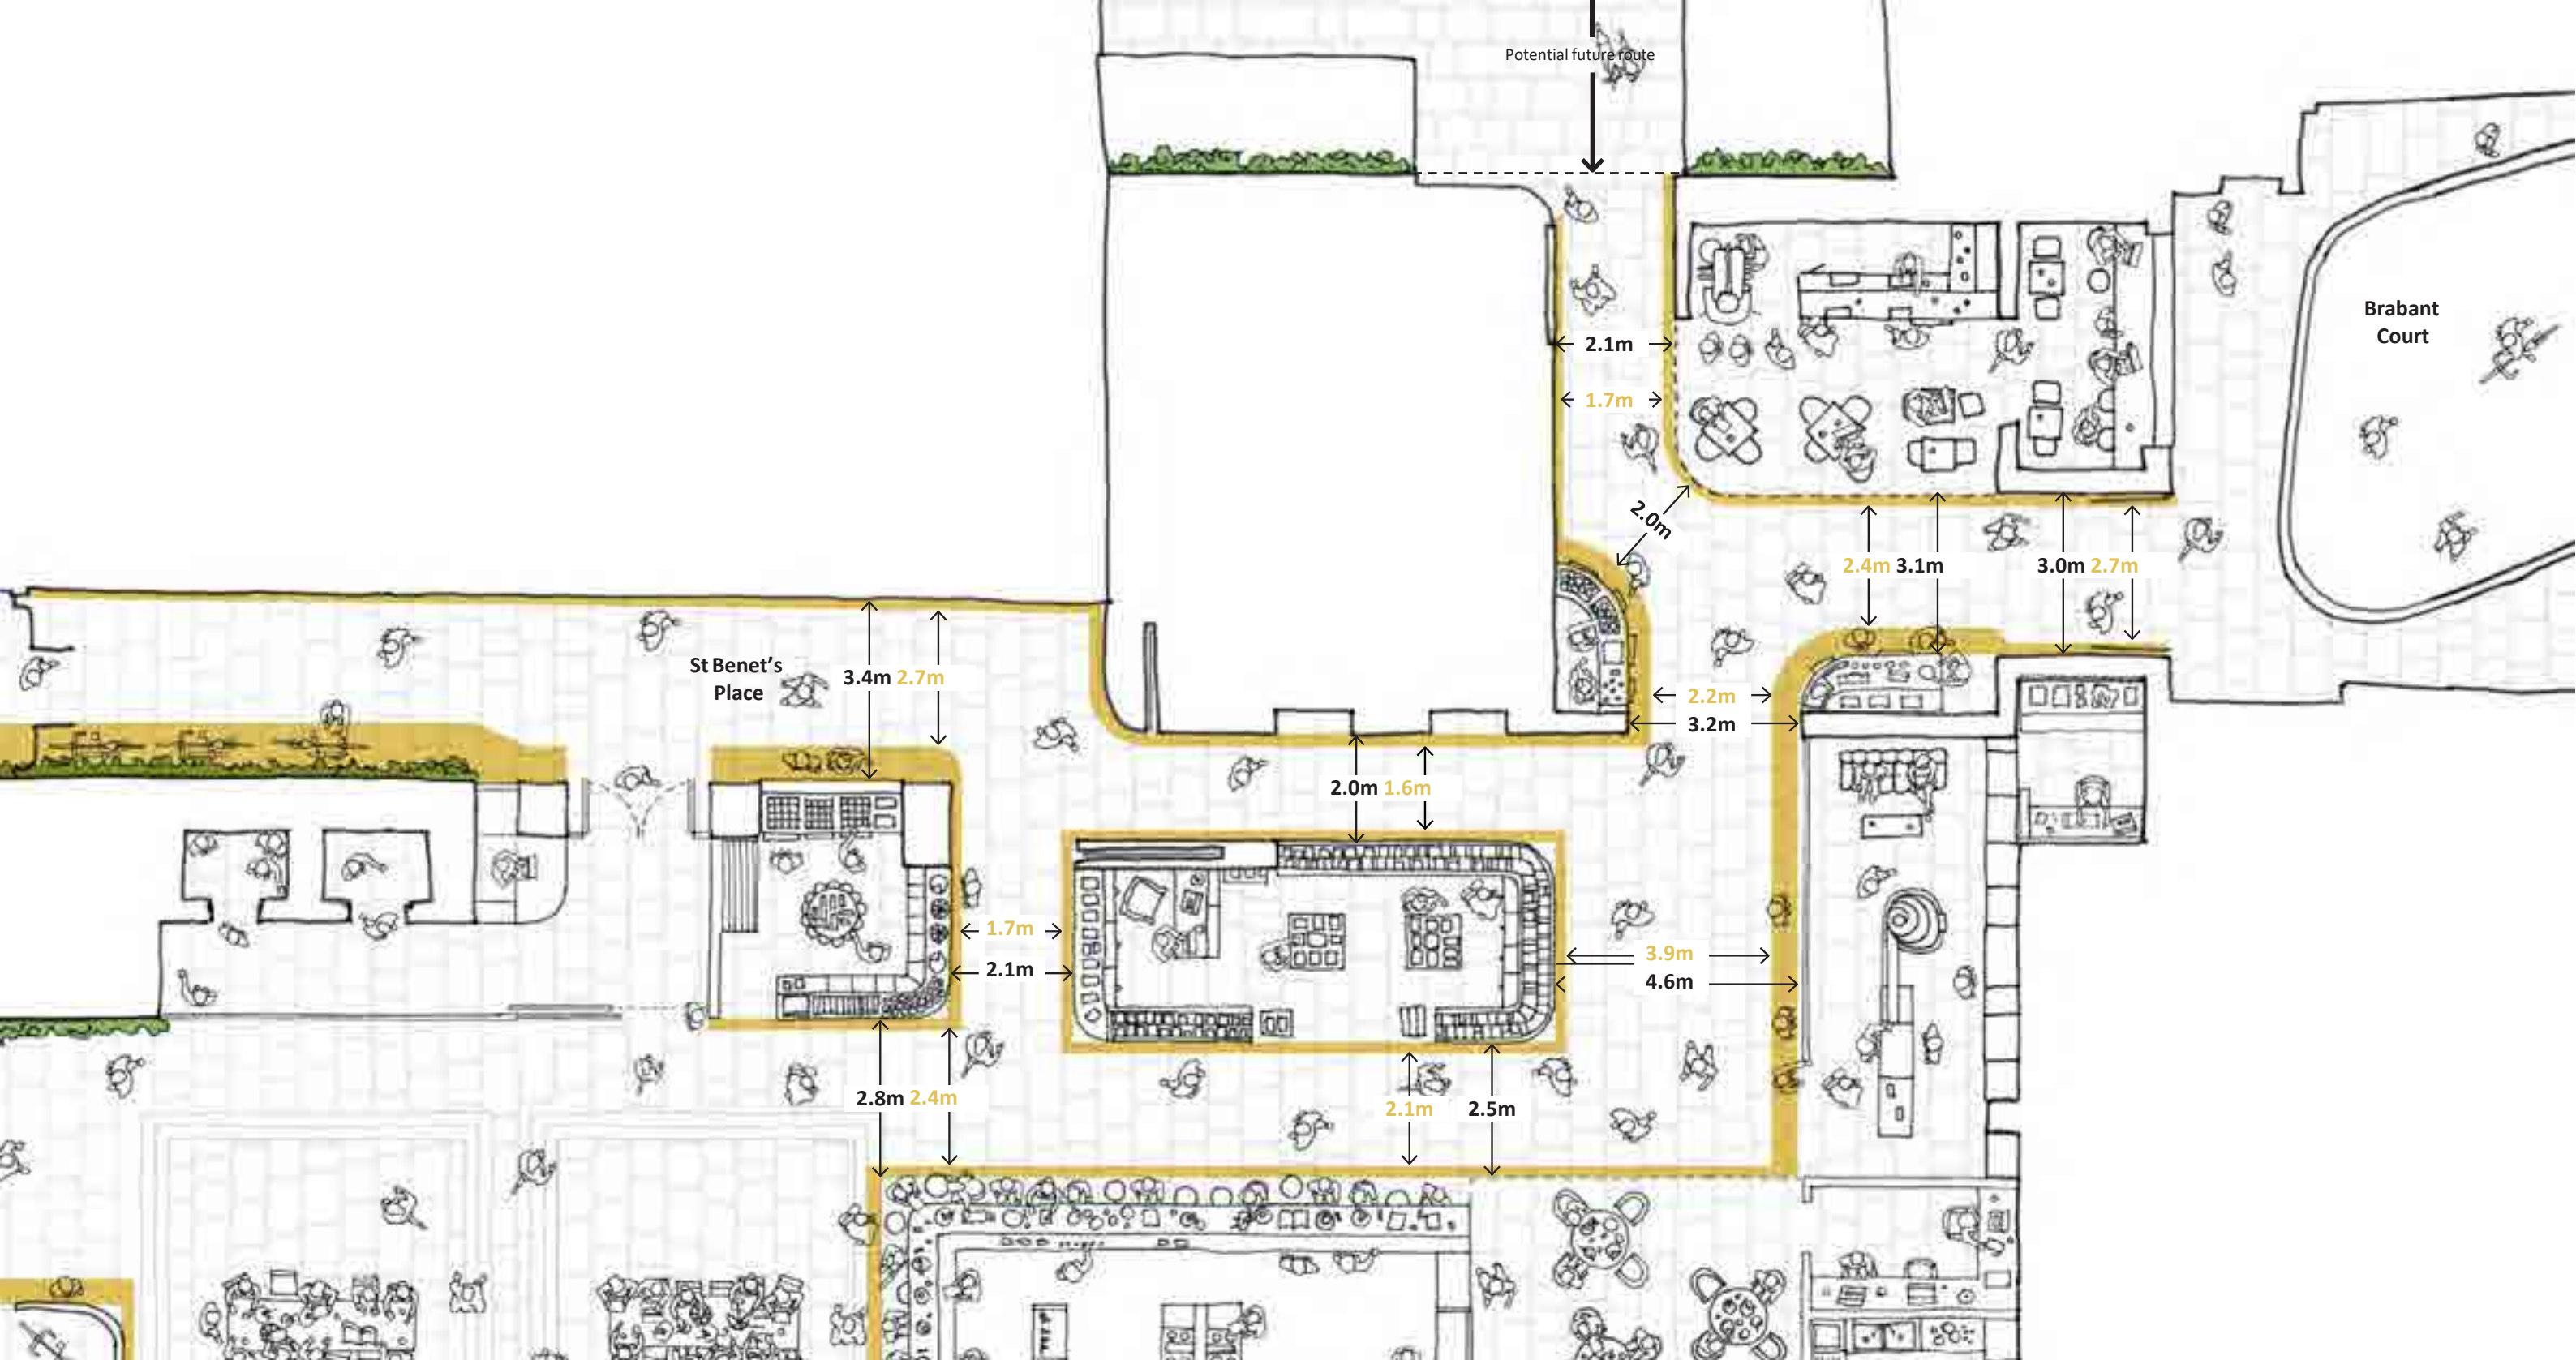 Potential future route
Brabant
Court
2.1m
1.7m
2.0m
2.4m 3.1m
3.0m 2.7m
St Benet's
Place
3.4m 2.7m
2.2m
3.2m
2.0m 1.6m
1.7m
2.1m
3.9m
4.6m
2.8m 2.4m
2.1m
2.5m